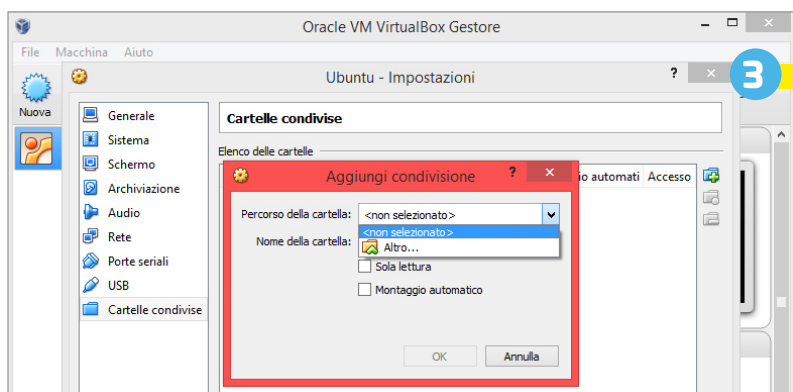 Oracle VM VirtualBox Gestore
File Macchina Aiuto
Ubuntu - Impostazioni ?
3
Nuova
Generale
Sistema
Schermo
Archiviazione
Audio
Rete
Porte seriali
USB
Cartelle condivise
Cartelle condivise
Elenco delle cartelle
io automati Accesso
Aggiungi condivisione ?
Percorso della cartella: <non selezionato>
<non selezionato>
Altro...
Nome della cartella:
Sola lettura
Montaggio automatico
OK Annulla